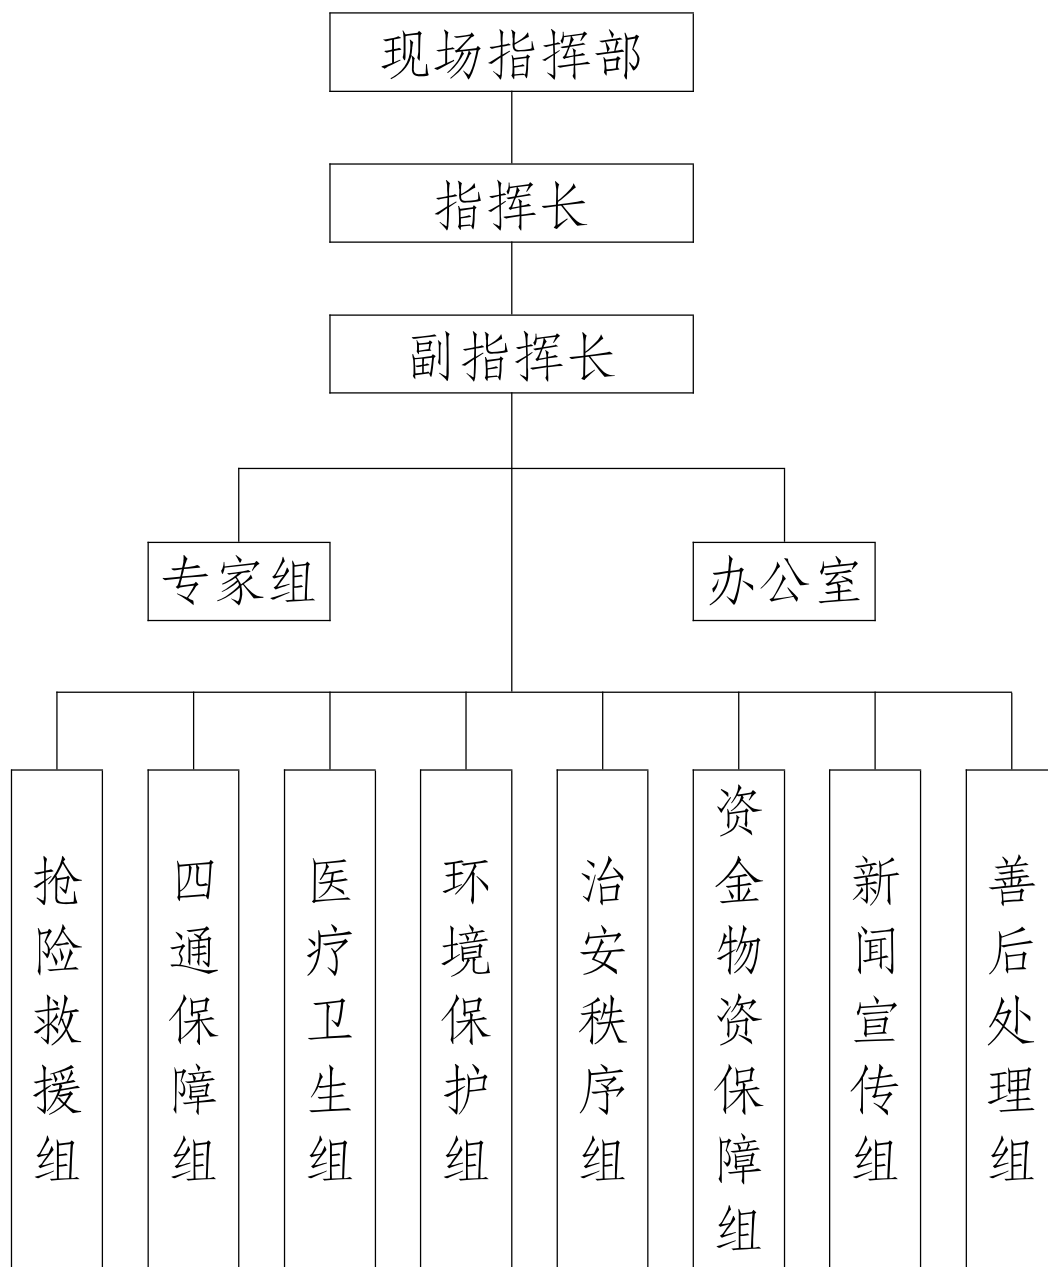 现场指挥部
指挥长
副指挥长
专家组
办公室
抢险救援组
四通保障组
医疗卫生组
环境保护组
治安秩序组
资金物资保障组
新闻宣传组
善后处理组